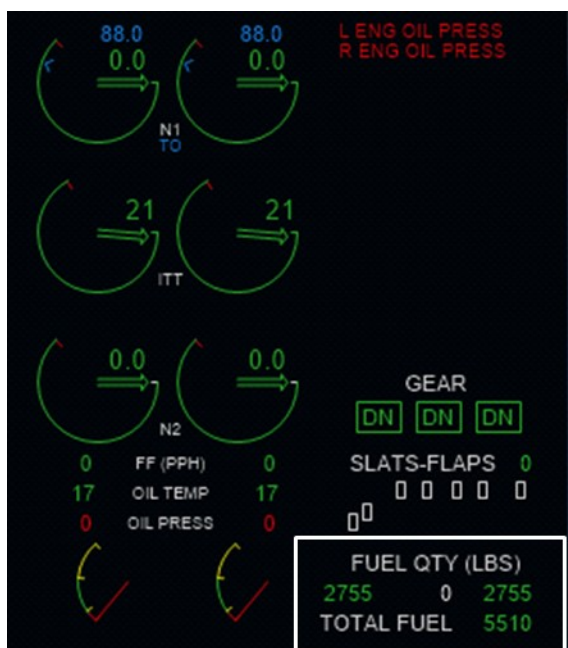 88.0 88.0
0.0 0.0
N1
TO
L ENG OIL PRESS
R ENG OIL PRESS
21 21
ITT
0.0 0.0
N2
0 FF (PPH) 0
17 OIL TEMP 17
0 OIL PRESS 0
GEAR
DN DN DN
SLATS-FLAPS 0
FUEL QTY (LBS)
2755 0 2755
TOTAL FUEL 5510